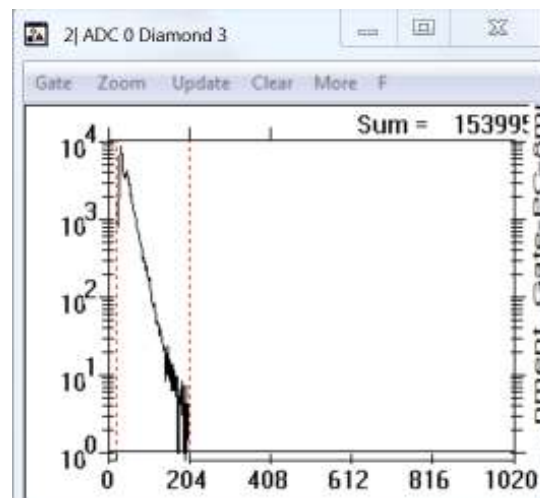 2| ADC 0 Diamond 3
Gate Zoom Update Clear More F
Sum = 153995
10⁴
10³
10²
10¹
10⁰
0 204 408 612 816 1020